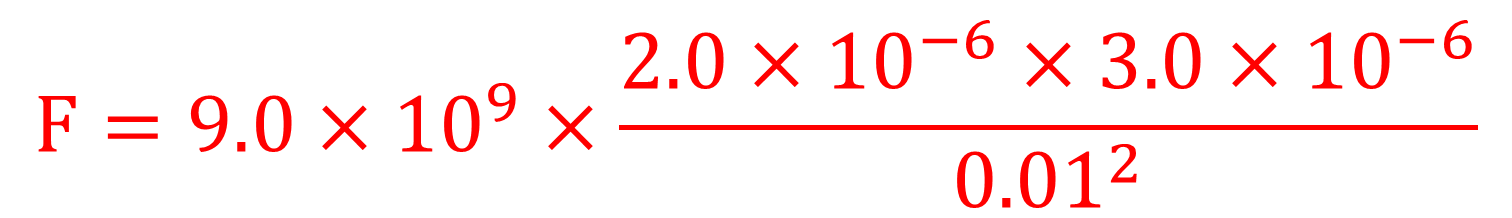 F = 9.0 × 10⁹ × (2.0 × 10⁻⁶ × 3.0 × 10⁻⁶) / 0.01²